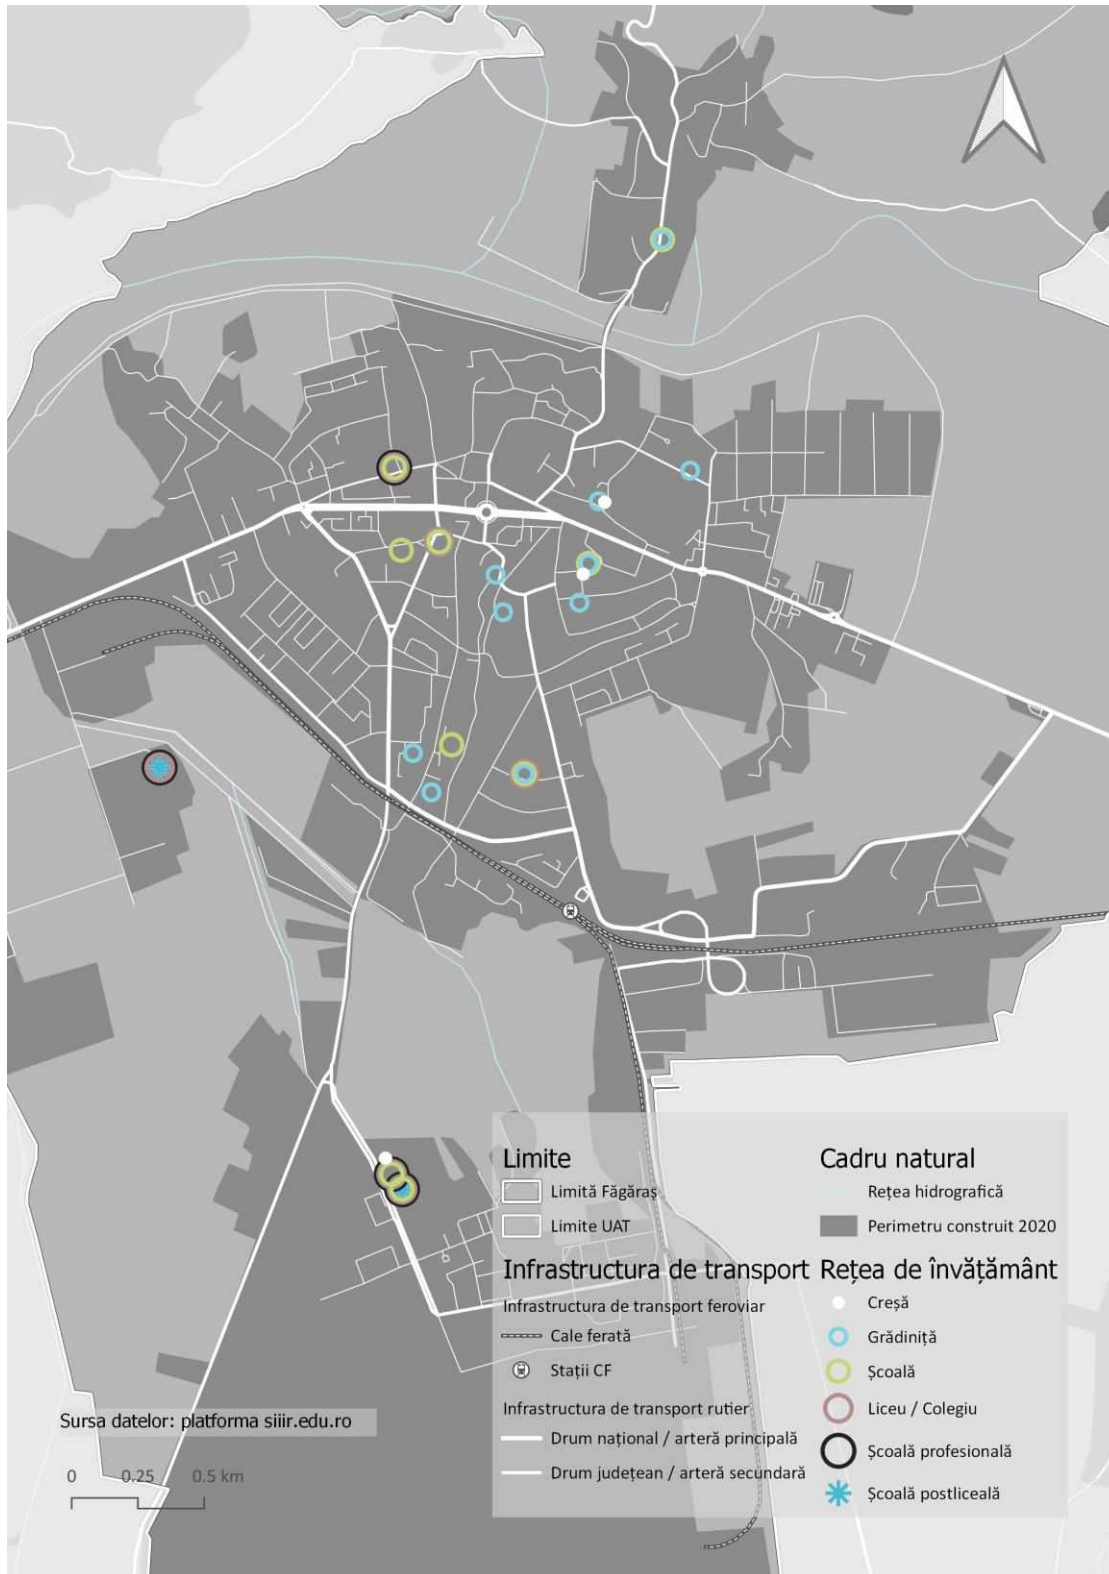 Limite
Limită Făgăraș
Limite UAT
Infrastructura de transport
Infrastructura de transport feroviar
Cale ferată
Stații CF
Infrastructura de transport rutier
Drum național / arteră principală
Drum județean / arteră secundară
Cadru natural
Rețea hidrografică
Perimetru construit 2020
Rețea de învățământ
Creșă
Grădiniță
Școală
Liceu / Colegiu
Școală profesională
Școală postliceală
Sursa datelor: platforma siiir.edu.ro
0 0.25 0.5 km